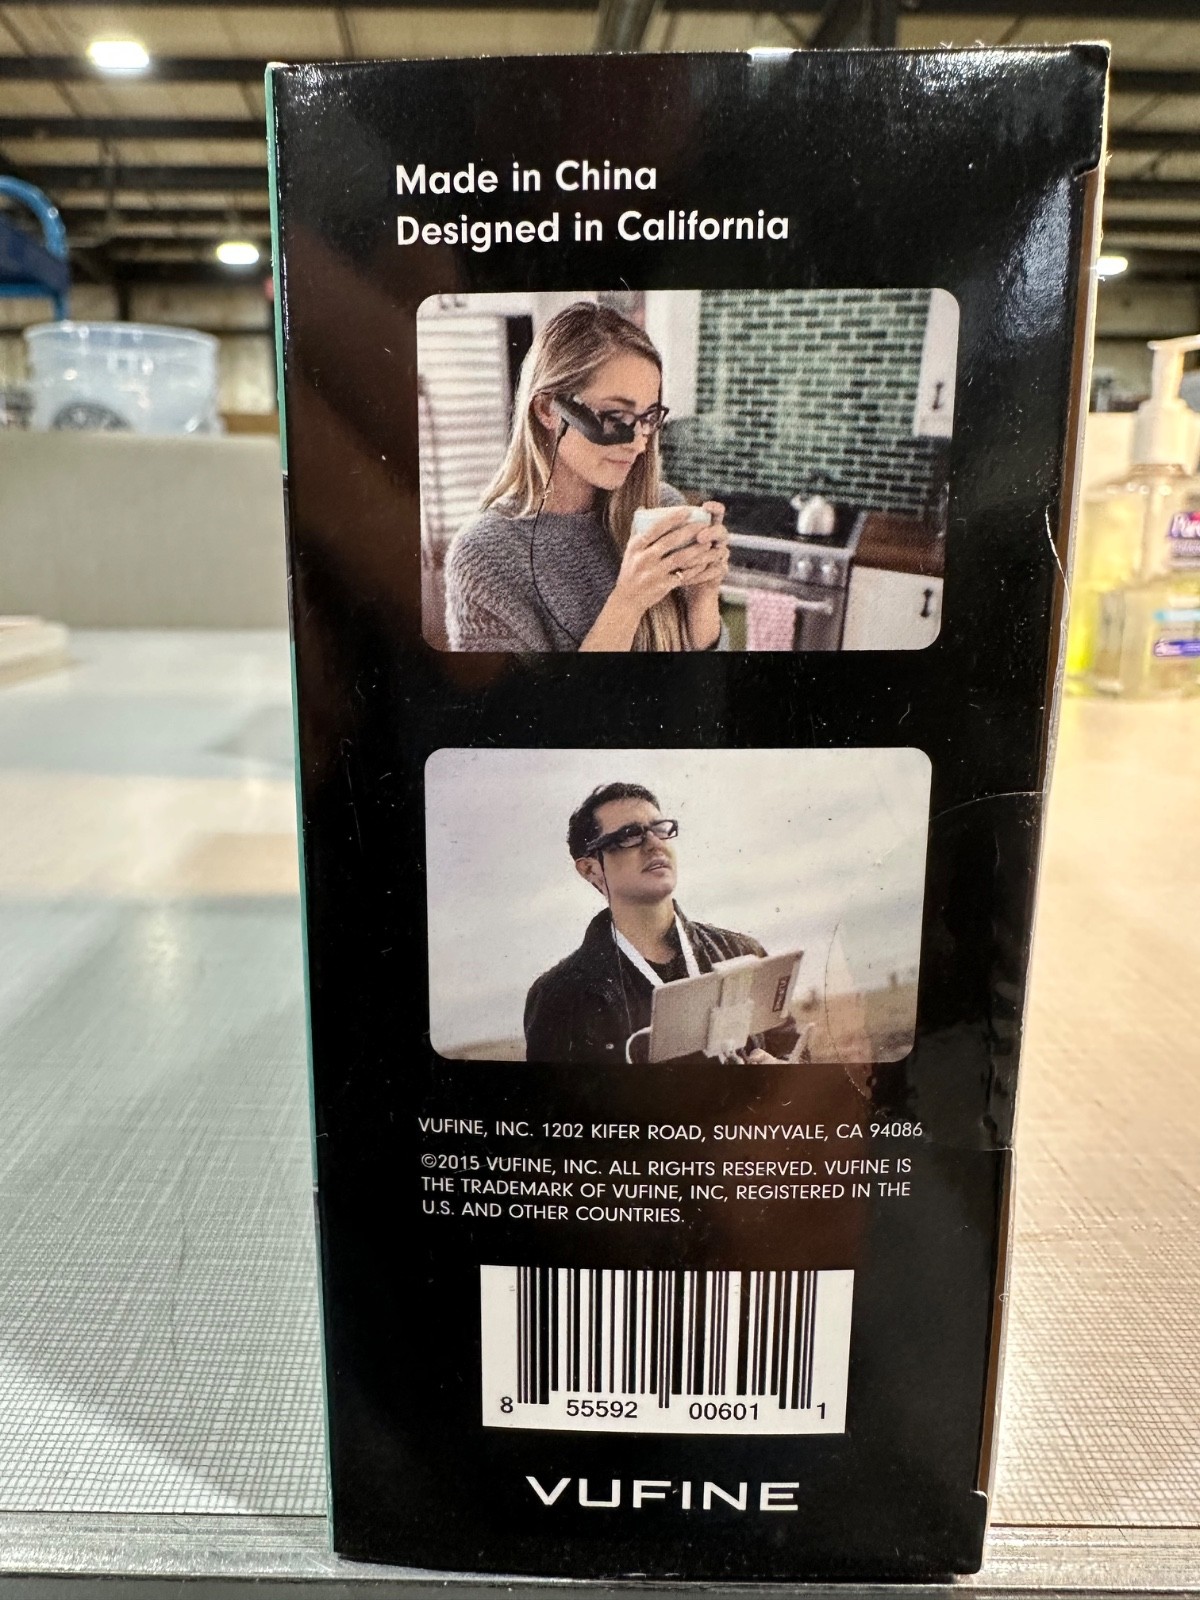 Made in China
Designed in California
VUFINE, INC. 1202 KIFER ROAD, SUNNYVALE, CA 94086
©2015 VUFINE, INC. ALL RIGHTS RESERVED. VUFINE IS
THE TRADEMARK OF VUFINE, INC, REGISTERED IN THE
U.S. AND OTHER COUNTRIES.
8 55592 00601 1
VUFINE